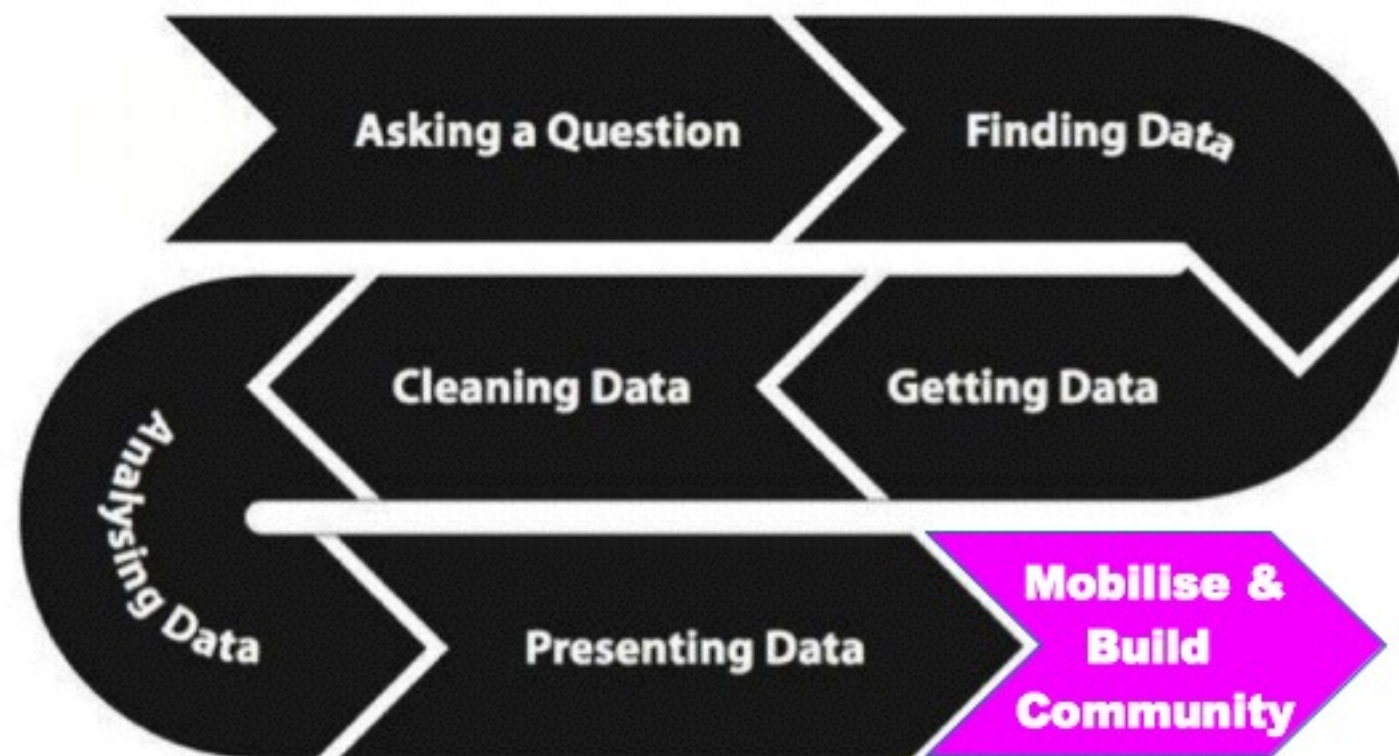 Asking a Question
Finding Data
Getting Data
Cleaning Data
Analysing Data
Presenting Data
Mobilise &
Build
Community